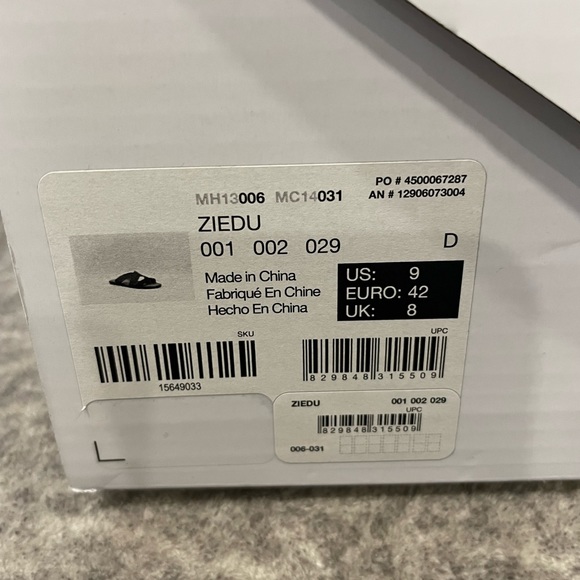 MH13006 MC14031
PO # 4500067287
AN # 12906073004
ZIEDU
001 002 029
D
Made in China
Fabriqué En Chine
Hecho En China
US: 9
EURO: 42
UK: 8
SKU
15649033
UPC
829848315509
ZIEDU
001 002 029
UPC
829848315509
006-031